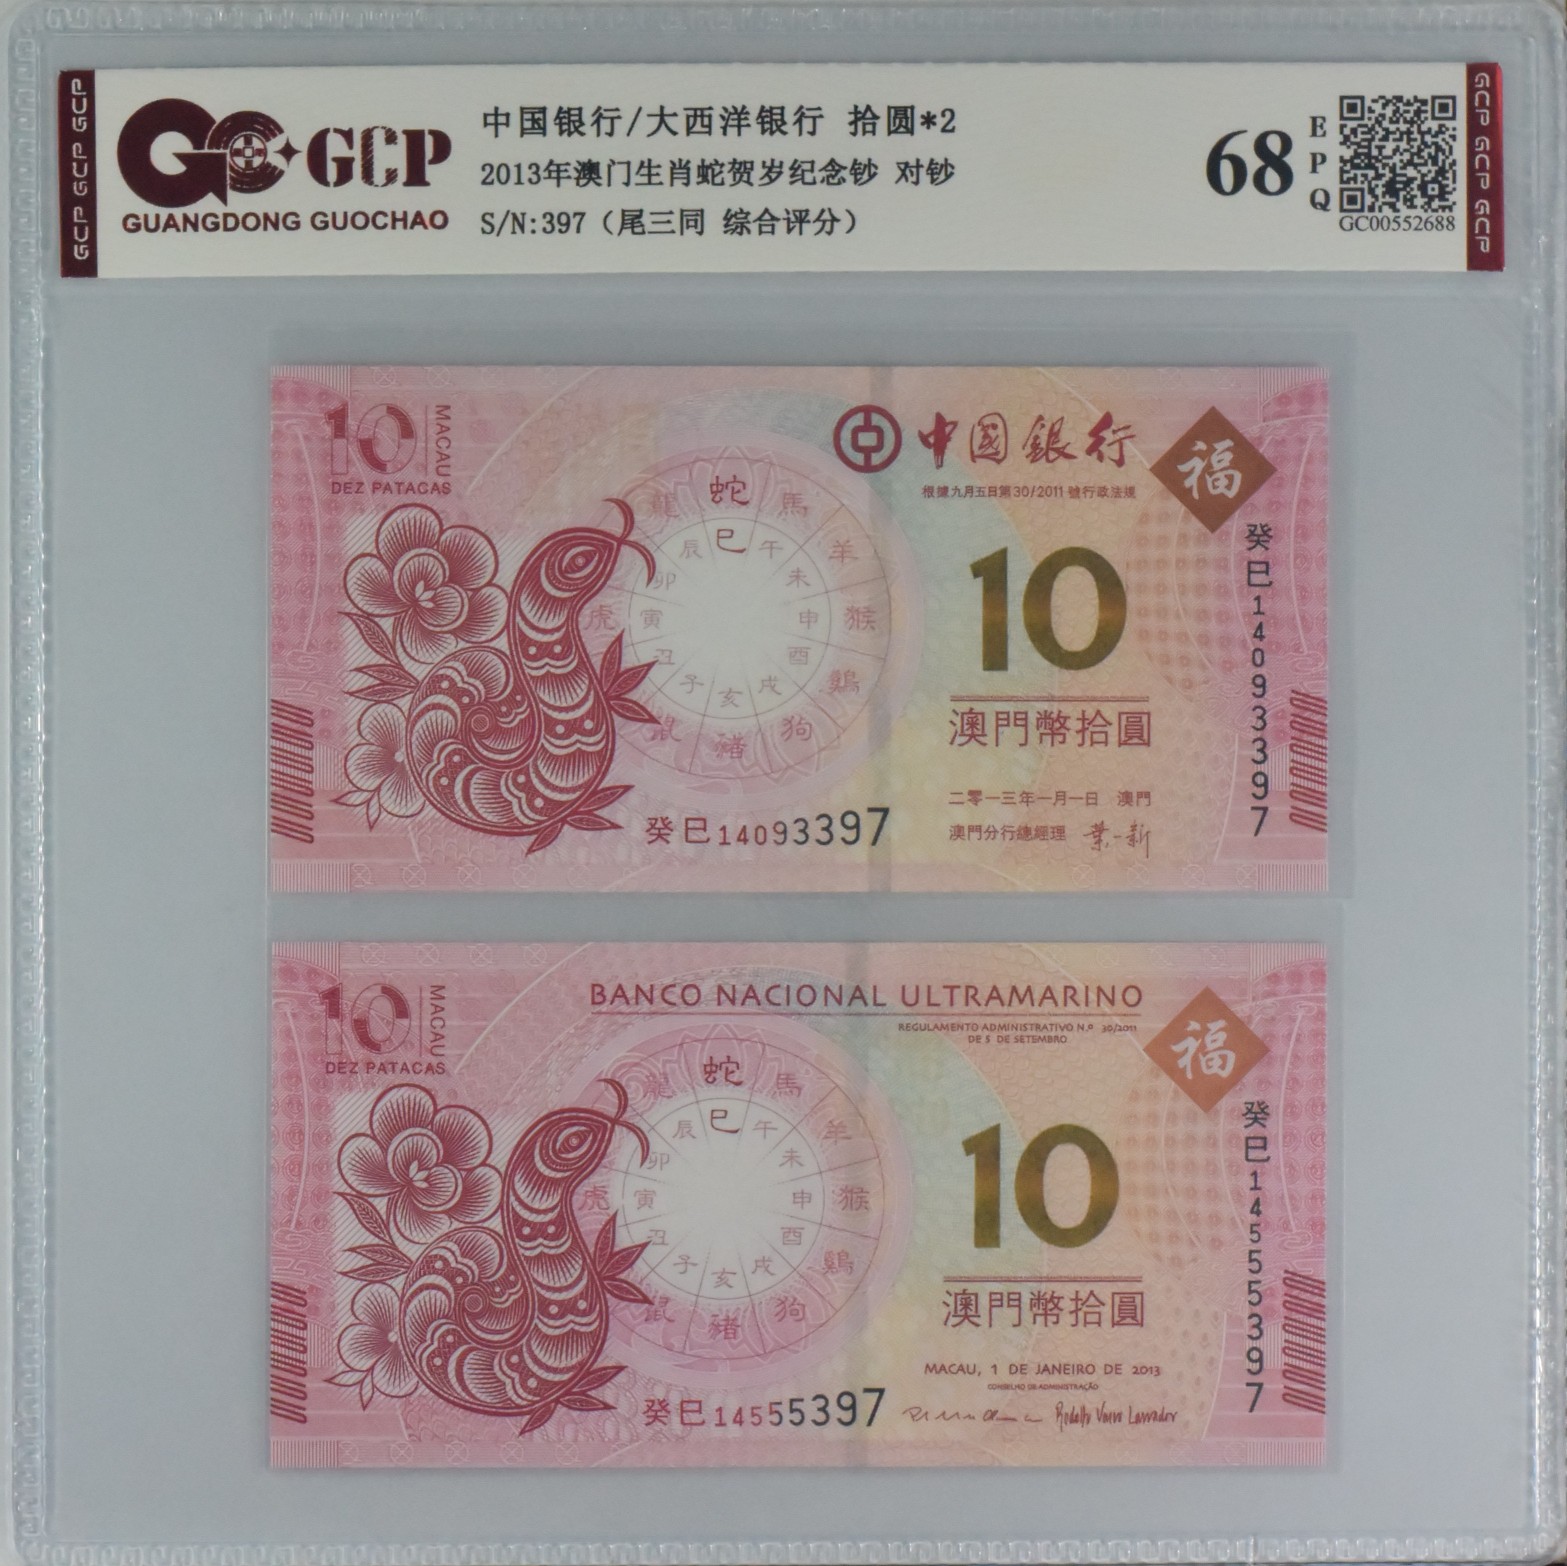 GCP GCP GCP
GCP
GUANGDONG GUOCHAO
中国银行/大西洋银行 拾圆*2
2013年澳门生肖蛇贺岁纪念钞 对钞
S/N:397（尾三同 综合评分）
68
EPQ
GC00552688
GCP GCP GCP
10
MACAU
DEZ PATACAS
中國銀行
根據九月五日第30/2011號行政法規
福
蛇 馬 羊 猴 鷄 狗 豬 鼠 虎 龍
巳 午 未 申 酉 戌 亥 子 丑 寅 卯 辰
10
澳門幣拾圓
二零一三年一月一日 澳門
澳門分行總經理 葉一新
癸巳14093397
癸巳14093397
10
MACAU
DEZ PATACAS
BANCO NACIONAL ULTRAMARINO
REGULAMENTO ADMINISTRATIVO N.º 30/2011
DE 5 DE SETEMBRO
福
蛇 馬 羊 猴 鷄 狗 豬 鼠 虎 龍
巳 午 未 申 酉 戌 亥 子 丑 寅 卯 辰
10
澳門幣拾圓
MACAU, 1 DE JANEIRO DE 2013
CONSELHO DE ADMINISTRAÇÃO
癸巳14555397
癸巳14555397